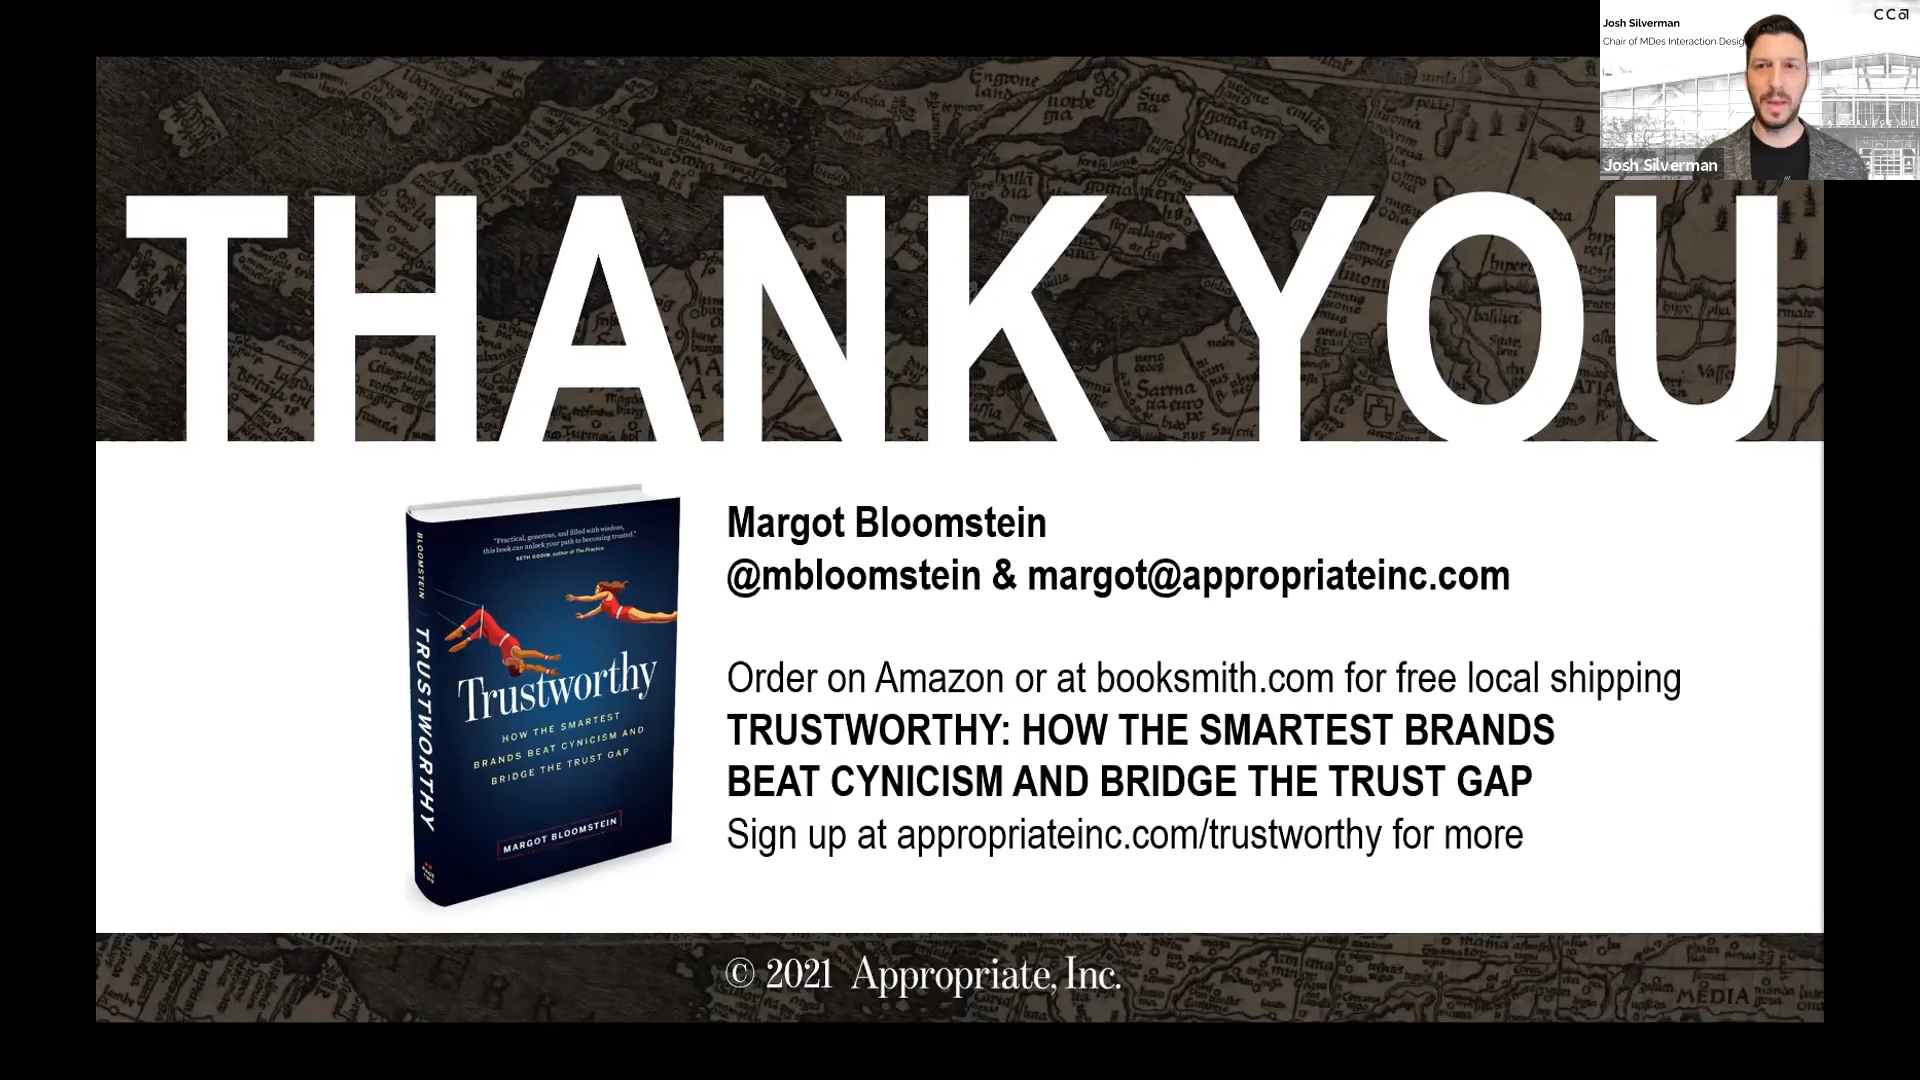 CCA
Josh Silverman
Chair of MDes Interaction Desig
Josh Silverman
THANK YOU
"Practical, generous, and filled with wisdom,
this book can unlock your path to becoming trusted."
SETH GODIN, author of The Practice
BLOOMSTEIN
TRUSTWORTHY
Trustworthy
HOW THE SMARTEST
BRANDS BEAT CYNICISM AND
BRIDGE THE TRUST GAP
MARGOT BLOOMSTEIN
Margot Bloomstein
@mbloomstein & margot@appropriateinc.com
Order on Amazon or at booksmith.com for free local shipping
TRUSTWORTHY: HOW THE SMARTEST BRANDS
BEAT CYNICISM AND BRIDGE THE TRUST GAP
Sign up at appropriateinc.com/trustworthy for more
© 2021 Appropriate, Inc.
MEDIA